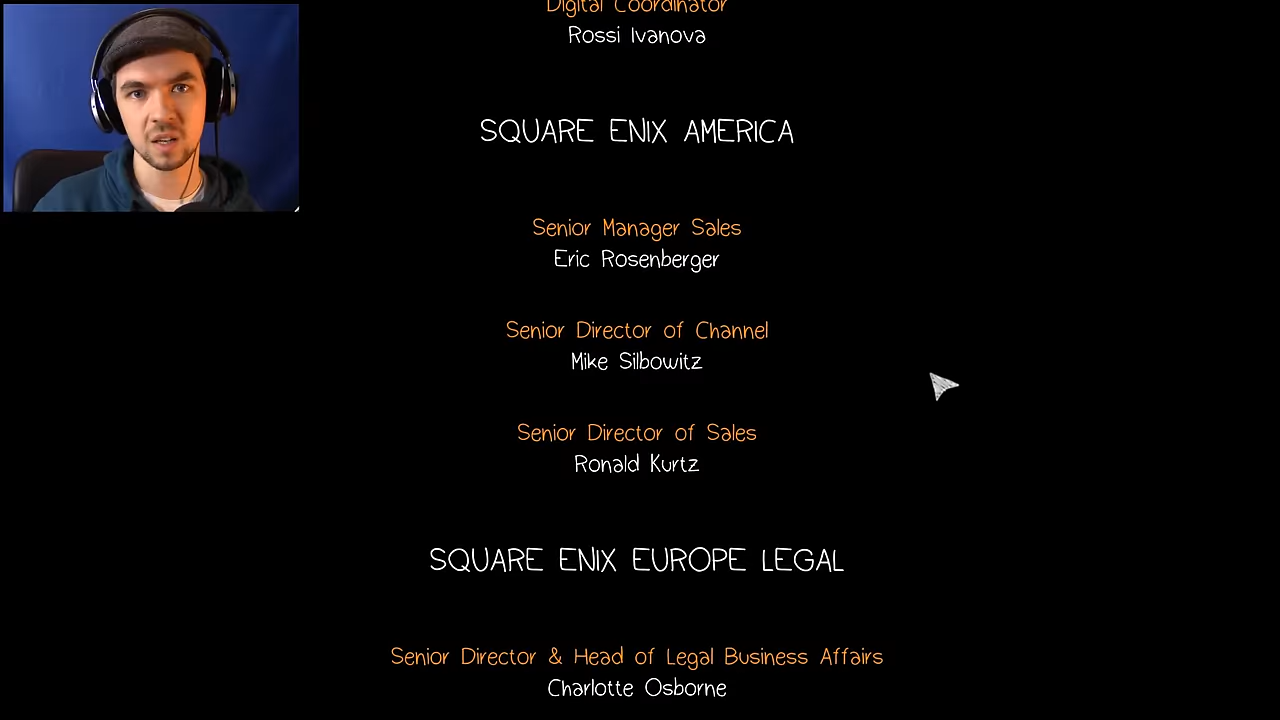 Digital Coordinator
Rossi Ivanova
SQUARE ENIX AMERICA
Senior Manager Sales
Eric Rosenberger
Senior Director of Channel
Mike Silbowitz
Senior Director of Sales
Ronald Kurtz
SQUARE ENIX EUROPE LEGAL
Senior Director & Head of Legal Business Affairs
Charlotte Osborne